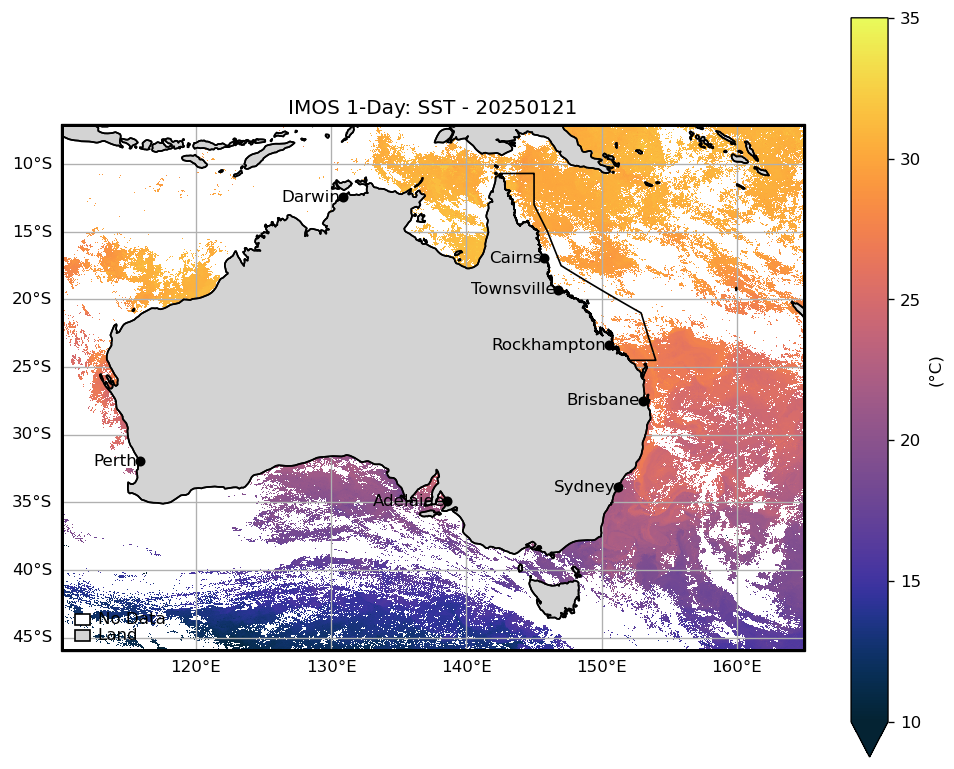 IMOS 1-Day: SST - 20250121
35
30
25
20
15
10
(°C)
10°S
15°S
20°S
25°S
30°S
35°S
40°S
45°S
Darwin
Cairns
Townsville
Rockhampton
Brisbane
Perth
Sydney
Adelaide
No Data
Land
120°E
130°E
140°E
150°E
160°E